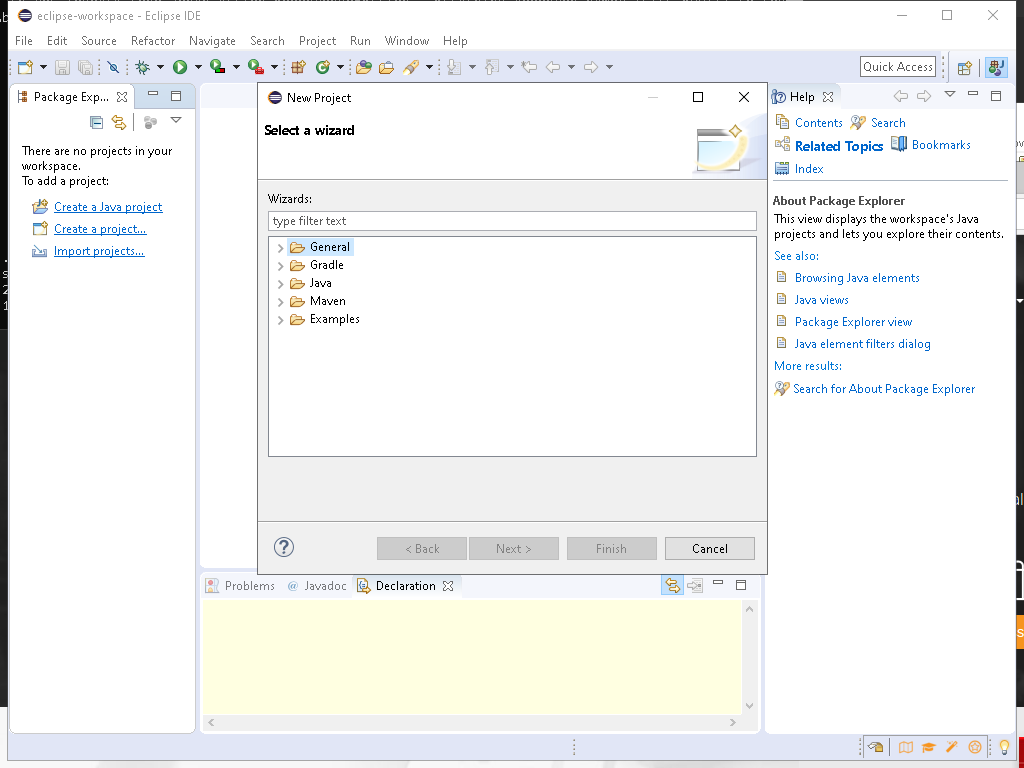 eclipse-workspace - Eclipse IDE
File Edit Source Refactor Navigate Search Project Run Window Help
Quick Access
Package Exp...
There are no projects in your
workspace.
To add a project:
Create a Java project
Create a project...
Import projects...
New Project
Select a wizard
Wizards:
type filter text
General
Gradle
Java
Maven
Examples
< Back Next > Finish Cancel
Problems @ Javadoc Declaration
Help
Contents Search
Related Topics Bookmarks
Index
About Package Explorer
This view displays the workspace's Java
projects and lets you explore their contents.
See also:
Browsing Java elements
Java views
Package Explorer view
Java element filters dialog
More results:
Search for About Package Explorer